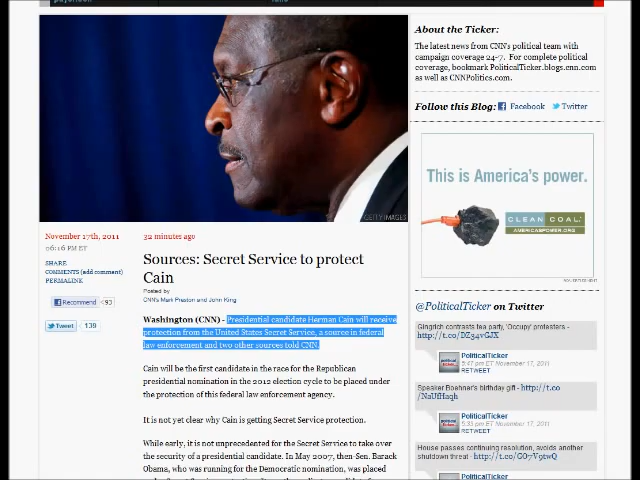 GETTY IMAGES
November 17th, 2011
06:16 PM ET
SHARE
COMMENTS (add comment)
PERMALINK
Recommend 93
Tweet 139
32 minutes ago
Sources: Secret Service to protect
Cain
Posted by
CNN's Mark Preston and John King
Washington (CNN) - Presidential candidate Herman Cain will receive
protection from the United States Secret Service, a source in federal
law enforcement and two other sources told CNN.
Cain will be the first candidate in the race for the Republican
presidential nomination in the 2012 election cycle to be placed under
the protection of this federal law enforcement agency.
It is not yet clear why Cain is getting Secret Service protection.
While early, it is not unprecedented for the Secret Service to take over
the security of a presidential candidate. In May 2007, then-Sen. Barack
Obama, who was running for the Democratic nomination, was placed
About the Ticker:
The latest news from CNN's political team with
campaign coverage 24-7. For complete political
coverage, bookmark PoliticalTicker.blogs.cnn.com
as well as CNNPolitics.com.
Follow this Blog: Facebook Twitter
This is America's power.
CLEAN COAL
AMERICASPOWER.ORG
ADVERTISEMENT
@PoliticalTicker on Twitter
Gingrich contrasts tea party, 'Occupy' protesters -
http://t.co/DZ34vGJX
PoliticalTicker
5:47 pm ET November 17, 2011
RETWEET
Speaker Boehner's birthday gift - http://t.co
/NaUfHaqh
PoliticalTicker
5:35 pm ET November 17, 2011
RETWEET
House passes continuing resolution, avoids another
shutdown threat - http://t.co/GO7V9twQ
PoliticalTicker